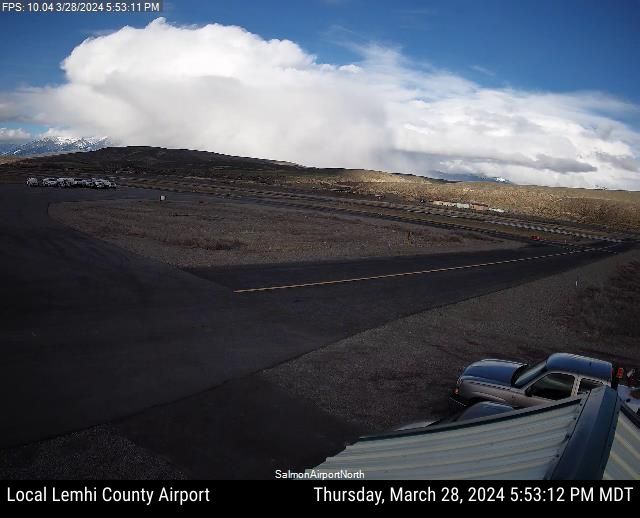 FPS: 10.04 3/28/2024 5:53:11 PM
SalmonAirportNorth
Local Lemhi County Airport Thursday, March 28, 2024 5:53:12 PM MDT